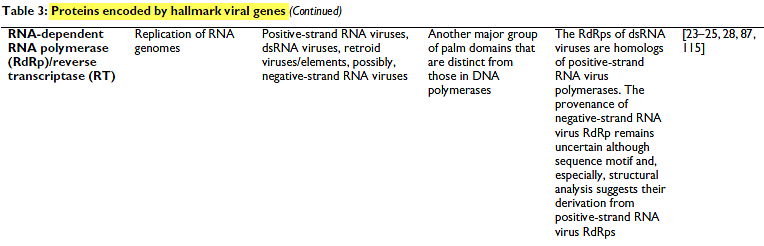 Table 3: Proteins encoded by hallmark viral genes (Continued)
RNA-dependent
RNA polymerase
(RdRp)/reverse
transcriptase (RT)
Replication of RNA
genomes
Positive-strand RNA viruses,
dsRNA viruses, retroid
viruses/elements, possibly,
negative-strand RNA viruses
Another major group
of palm domains that
are distinct from
those in DNA
polymerases
The RdRps of dsRNA
viruses are homologs
of positive-strand
RNA virus
polymerases. The
provenance of
negative-strand RNA
virus RdRp remains
uncertain although
sequence motif and,
especially, structural
analysis suggests their
derivation from
positive-strand RNA
virus RdRps
[23–25, 28, 87,
115]